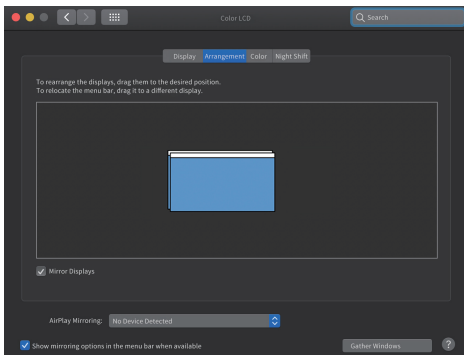 Color LCD
Search
Display Arrangement Color Night Shift
To rearrange the displays, drag them to the desired position.
To relocate the menu bar, drag it to a different display.
Mirror Displays
AirPlay Mirroring: No Device Detected
Show mirroring options in the menu bar when available
Gather Windows ?